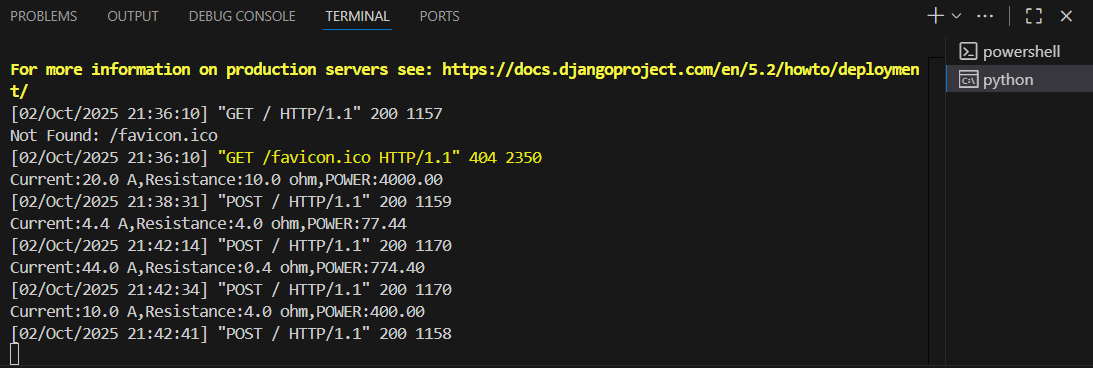 PROBLEMS OUTPUT DEBUG CONSOLE TERMINAL PORTS
For more information on production servers see: https://docs.djangoproject.com/en/5.2/howto/deploymen
t/
[02/Oct/2025 21:36:10] "GET / HTTP/1.1" 200 1157
Not Found: /favicon.ico
[02/Oct/2025 21:36:10] "GET /favicon.ico HTTP/1.1" 404 2350
Current:20.0 A,Resistance:10.0 ohm,POWER:4000.00
[02/Oct/2025 21:38:31] "POST / HTTP/1.1" 200 1159
Current:4.4 A,Resistance:4.0 ohm,POWER:77.44
[02/Oct/2025 21:42:14] "POST / HTTP/1.1" 200 1170
Current:44.0 A,Resistance:0.4 ohm,POWER:774.40
[02/Oct/2025 21:42:34] "POST / HTTP/1.1" 200 1170
Current:10.0 A,Resistance:4.0 ohm,POWER:400.00
[02/Oct/2025 21:42:41] "POST / HTTP/1.1" 200 1158
powershell
python